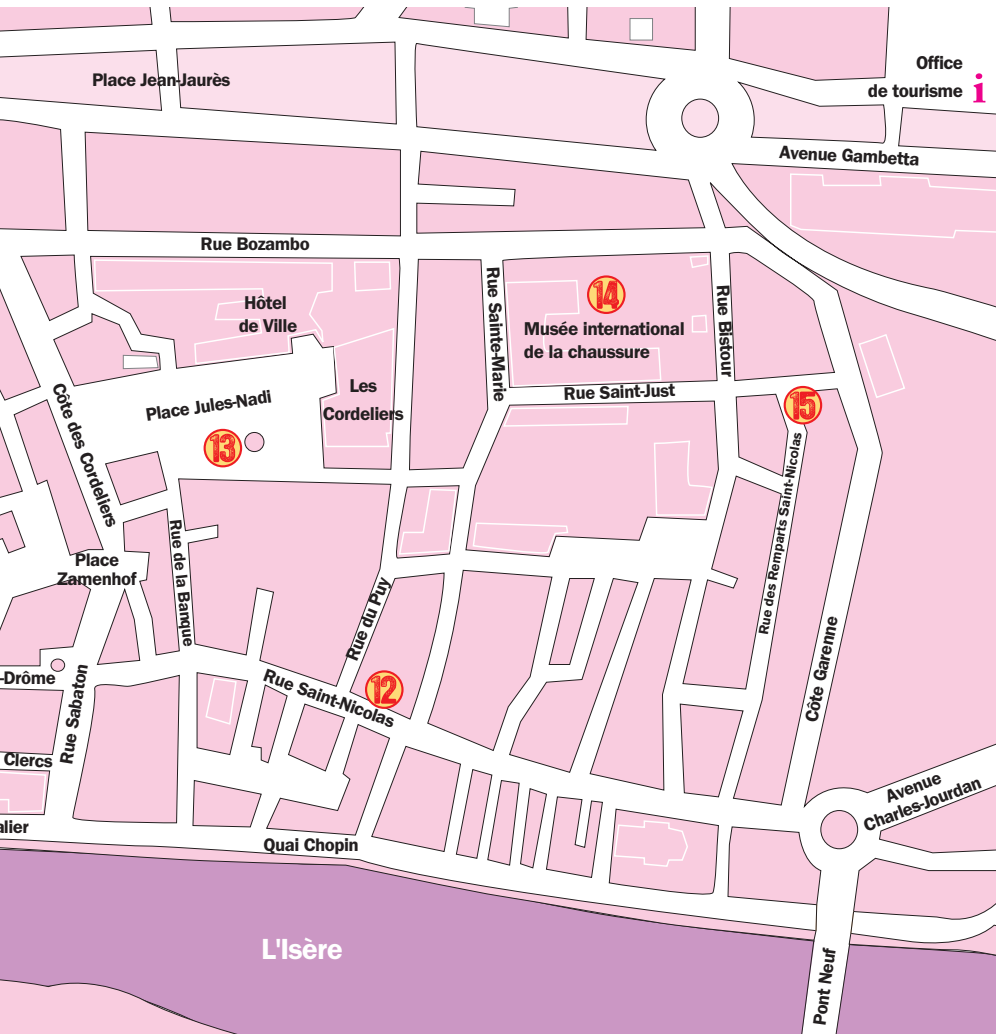 Place Jean-Jaurès
Office
de tourisme i
Avenue Gambetta
Rue Bozambo
Hôtel
de Ville
Rue Sainte-Marie
14
Musée international
de la chaussure
Rue Bistour
Les
Cordeliers
Place Jules-Nadi
13
Côte des Cordeliers
Rue Saint-Just
15
Rue des Remparts Saint-Nicolas
Place
Zamenhof
Rue de la Banque
Rue du Puy
12
Rue Saint-Nicolas
Côte Garenne
-Drôme
Rue Sabaton
Clercs
alier
Quai Chopin
Avenue
Charles-Jourdan
L'Isère
Pont Neuf